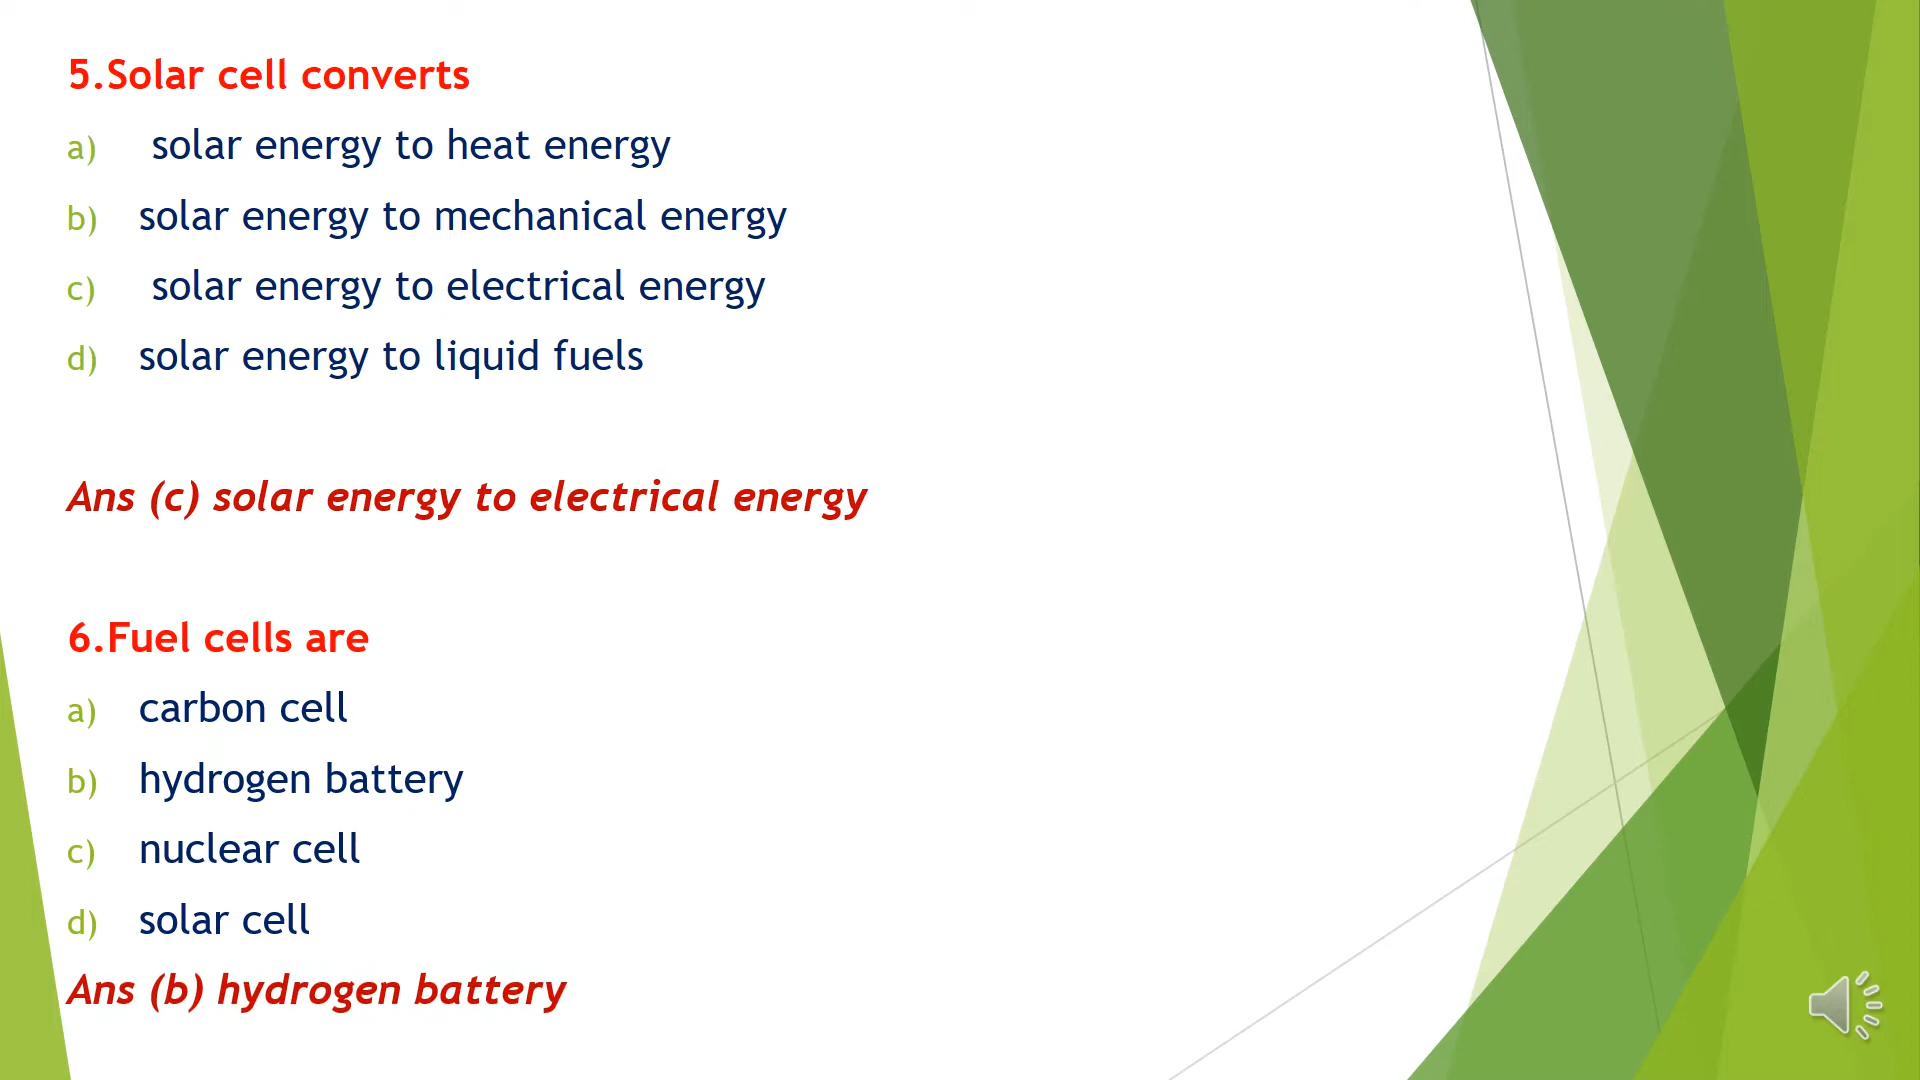 5.Solar cell converts
a) solar energy to heat energy
b) solar energy to mechanical energy
c) solar energy to electrical energy
d) solar energy to liquid fuels
Ans (c) solar energy to electrical energy
6.Fuel cells are
a) carbon cell
b) hydrogen battery
c) nuclear cell
d) solar cell
Ans (b) hydrogen battery